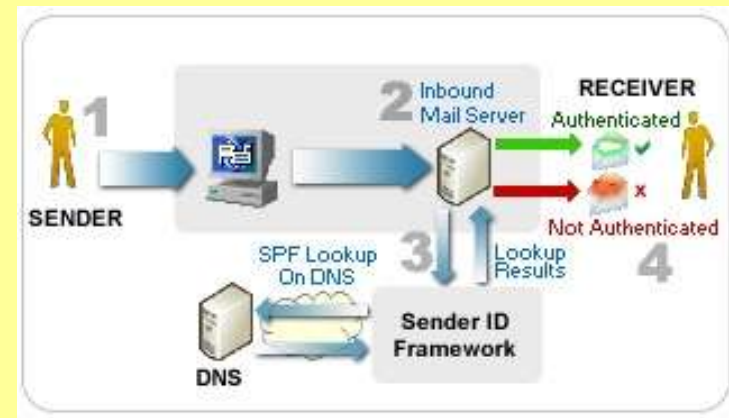 1
SENDER
2
Inbound
Mail Server
RECEIVER
Authenticated
Not Authenticated
3
Lookup
Results
4
SPF Lookup
On DNS
DNS
Sender ID
Framework